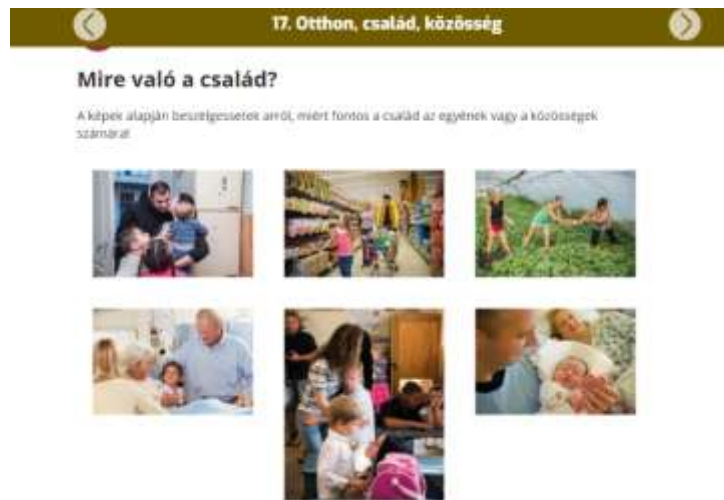 17. Otthon, család, közösség
Mire való a család?
A képek alapján beszélgessetek arról, miért fontos a család az egyének vagy a közösségek
számára!